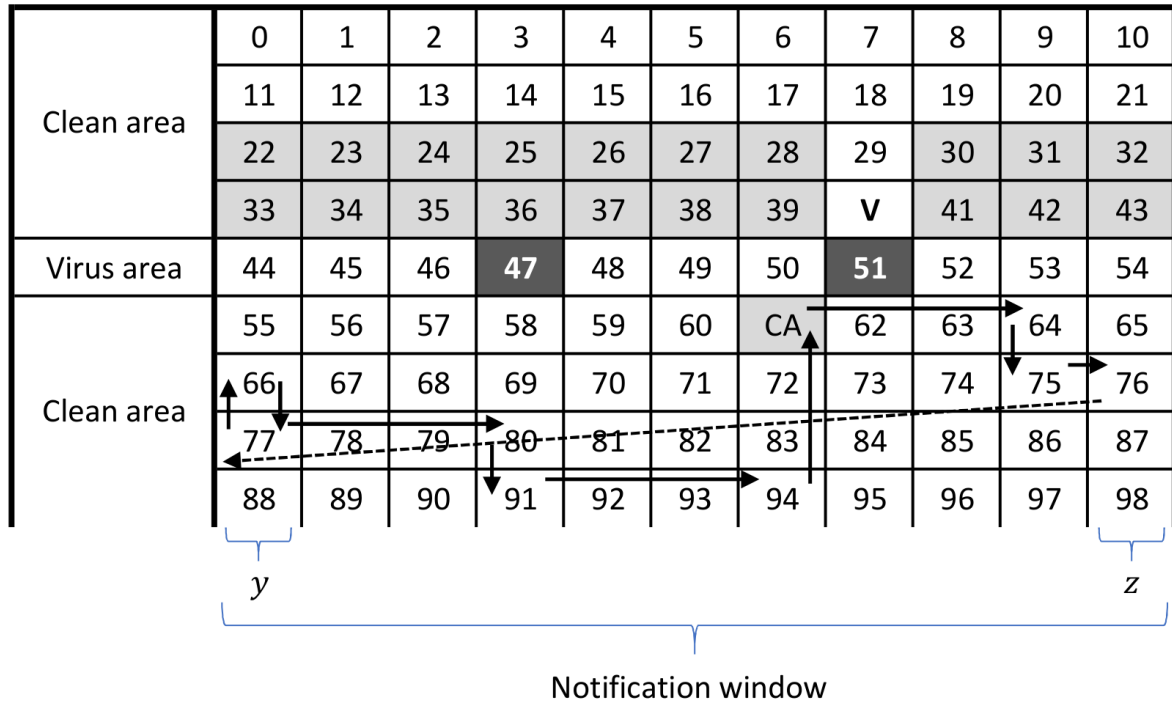 0 1 2 3 4 5 6 7 8 9 10
11 12 13 14 15 16 17 18 19 20 21
Clean area
22 23 24 25 26 27 28 29 30 31 32
33 34 35 36 37 38 39 V 41 42 43
Virus area 44 45 46 47 48 49 50 51 52 53 54
55 56 57 58 59 60 CA 62 63 64 65
66 67 68 69 70 71 72 73 74 75 76
Clean area
77 78 79 80 81 82 83 84 85 86 87
88 89 90 91 92 93 94 95 96 97 98
y z
Notification window